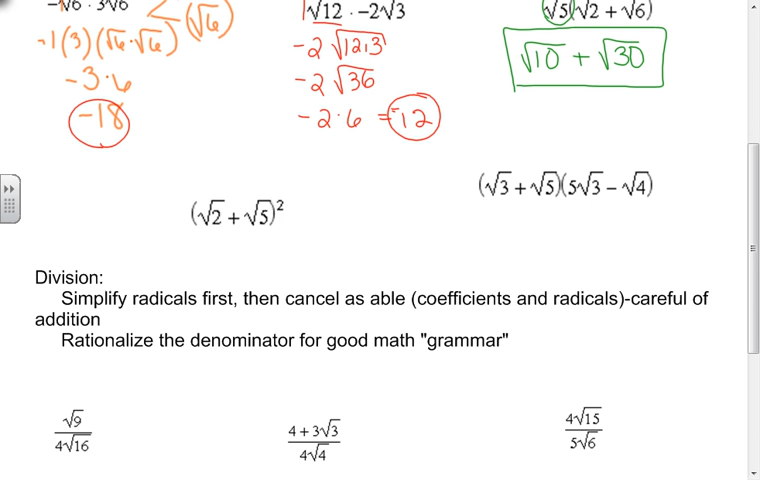 -1√6 · 3√6
(√6)
-1(3)(√6·√6)
-3·6
-18
1√12 · -2√3
-2√12·3
-2√36
-2·6 = -12
√5(√2 + √6)
√10 + √30
(√3 + √5)(5√3 − √4)
(√2 + √5)²
Division:
Simplify radicals first, then cancel as able (coefficients and radicals)-careful of
addition
Rationalize the denominator for good math "grammar"
√9
4√16
4 + 3√3
4√4
4√15
5√6